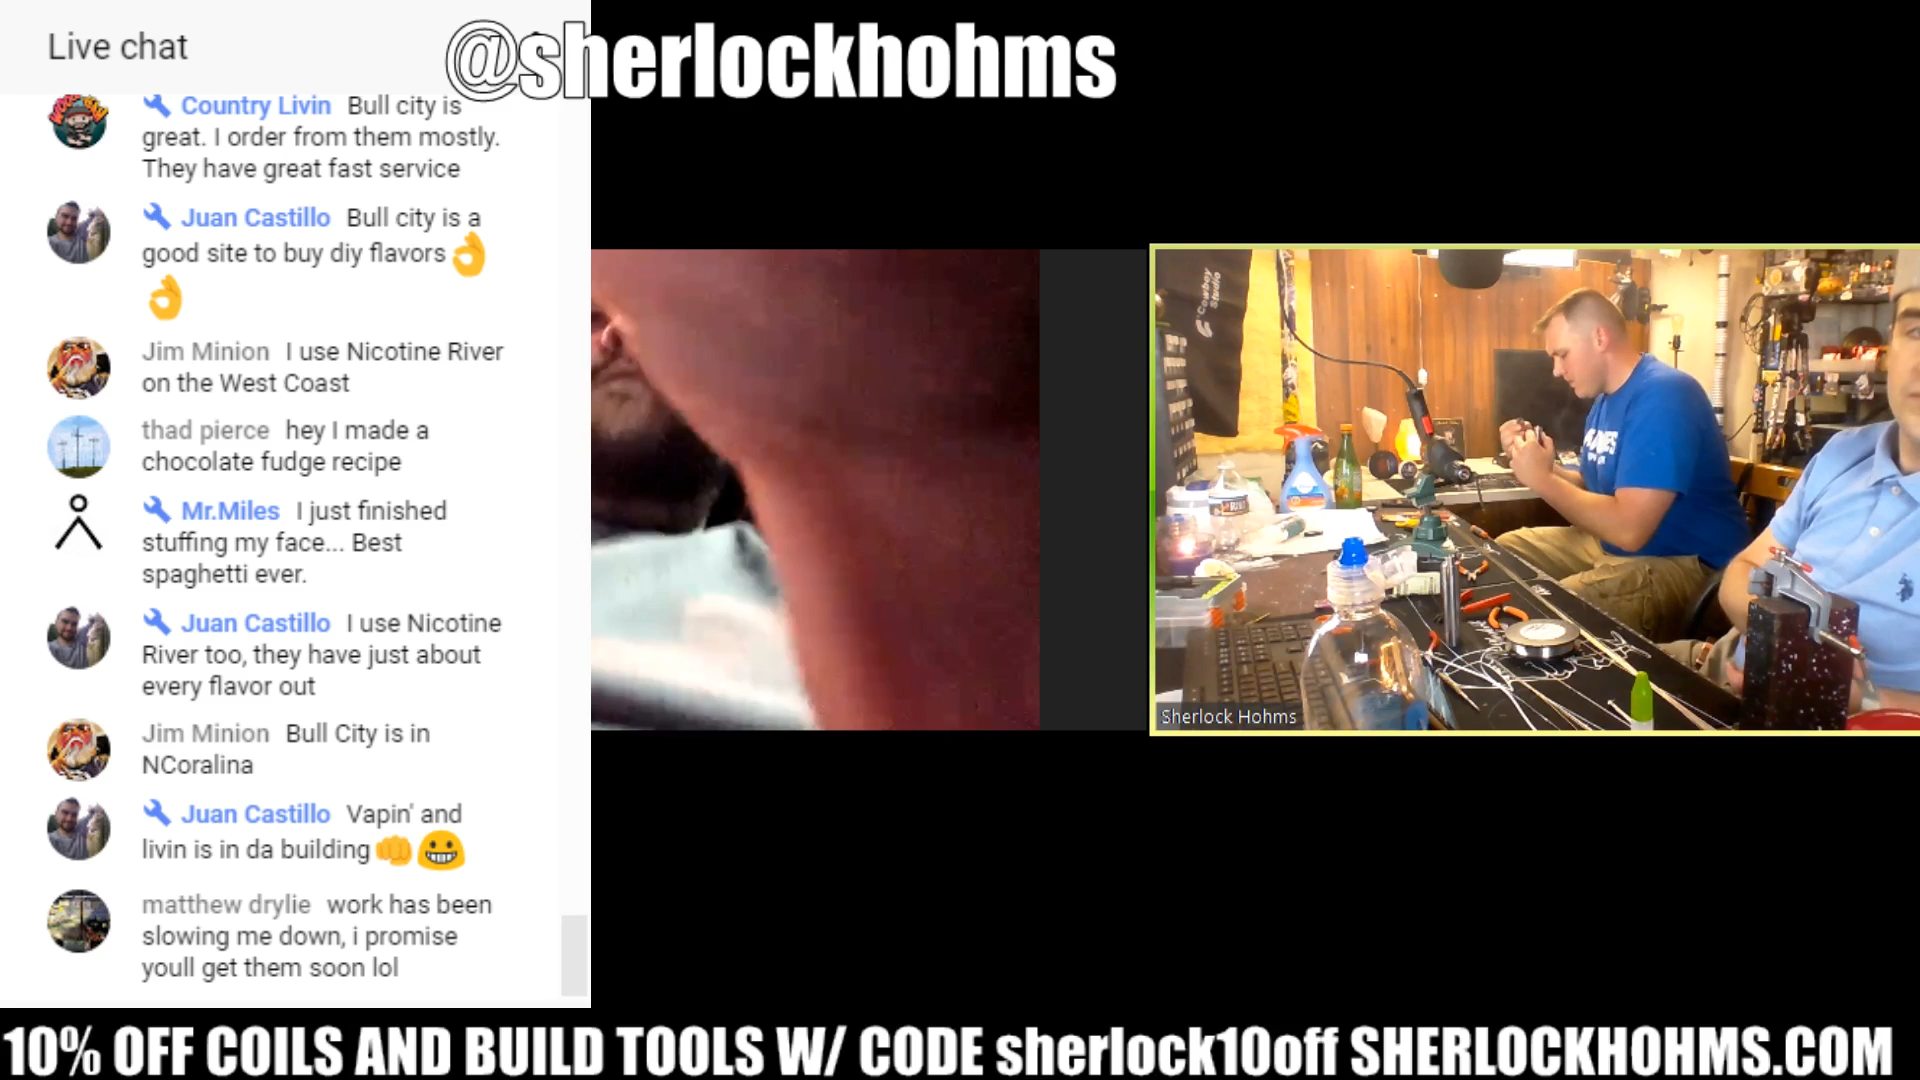 Live chat
@sherlockhohms
Country Livin Bull city is
great. I order from them mostly.
They have great fast service
Juan Castillo Bull city is a
good site to buy diy flavors👌
👌
Jim Minion I use Nicotine River
on the West Coast
thad pierce hey I made a
chocolate fudge recipe
Mr.Miles I just finished
stuffing my face... Best
spaghetti ever.
Juan Castillo I use Nicotine
River too, they have just about
every flavor out
Jim Minion Bull City is in
NCoralina
Juan Castillo Vapin' and
livin is in da building👊😀
matthew drylie work has been
slowing me down, i promise
youll get them soon lol
Cowboy
Studio
Sherlock Hohms
10% OFF COILS AND BUILD TOOLS W/ CODE sherlock10off SHERLOCKHOHMS.COM